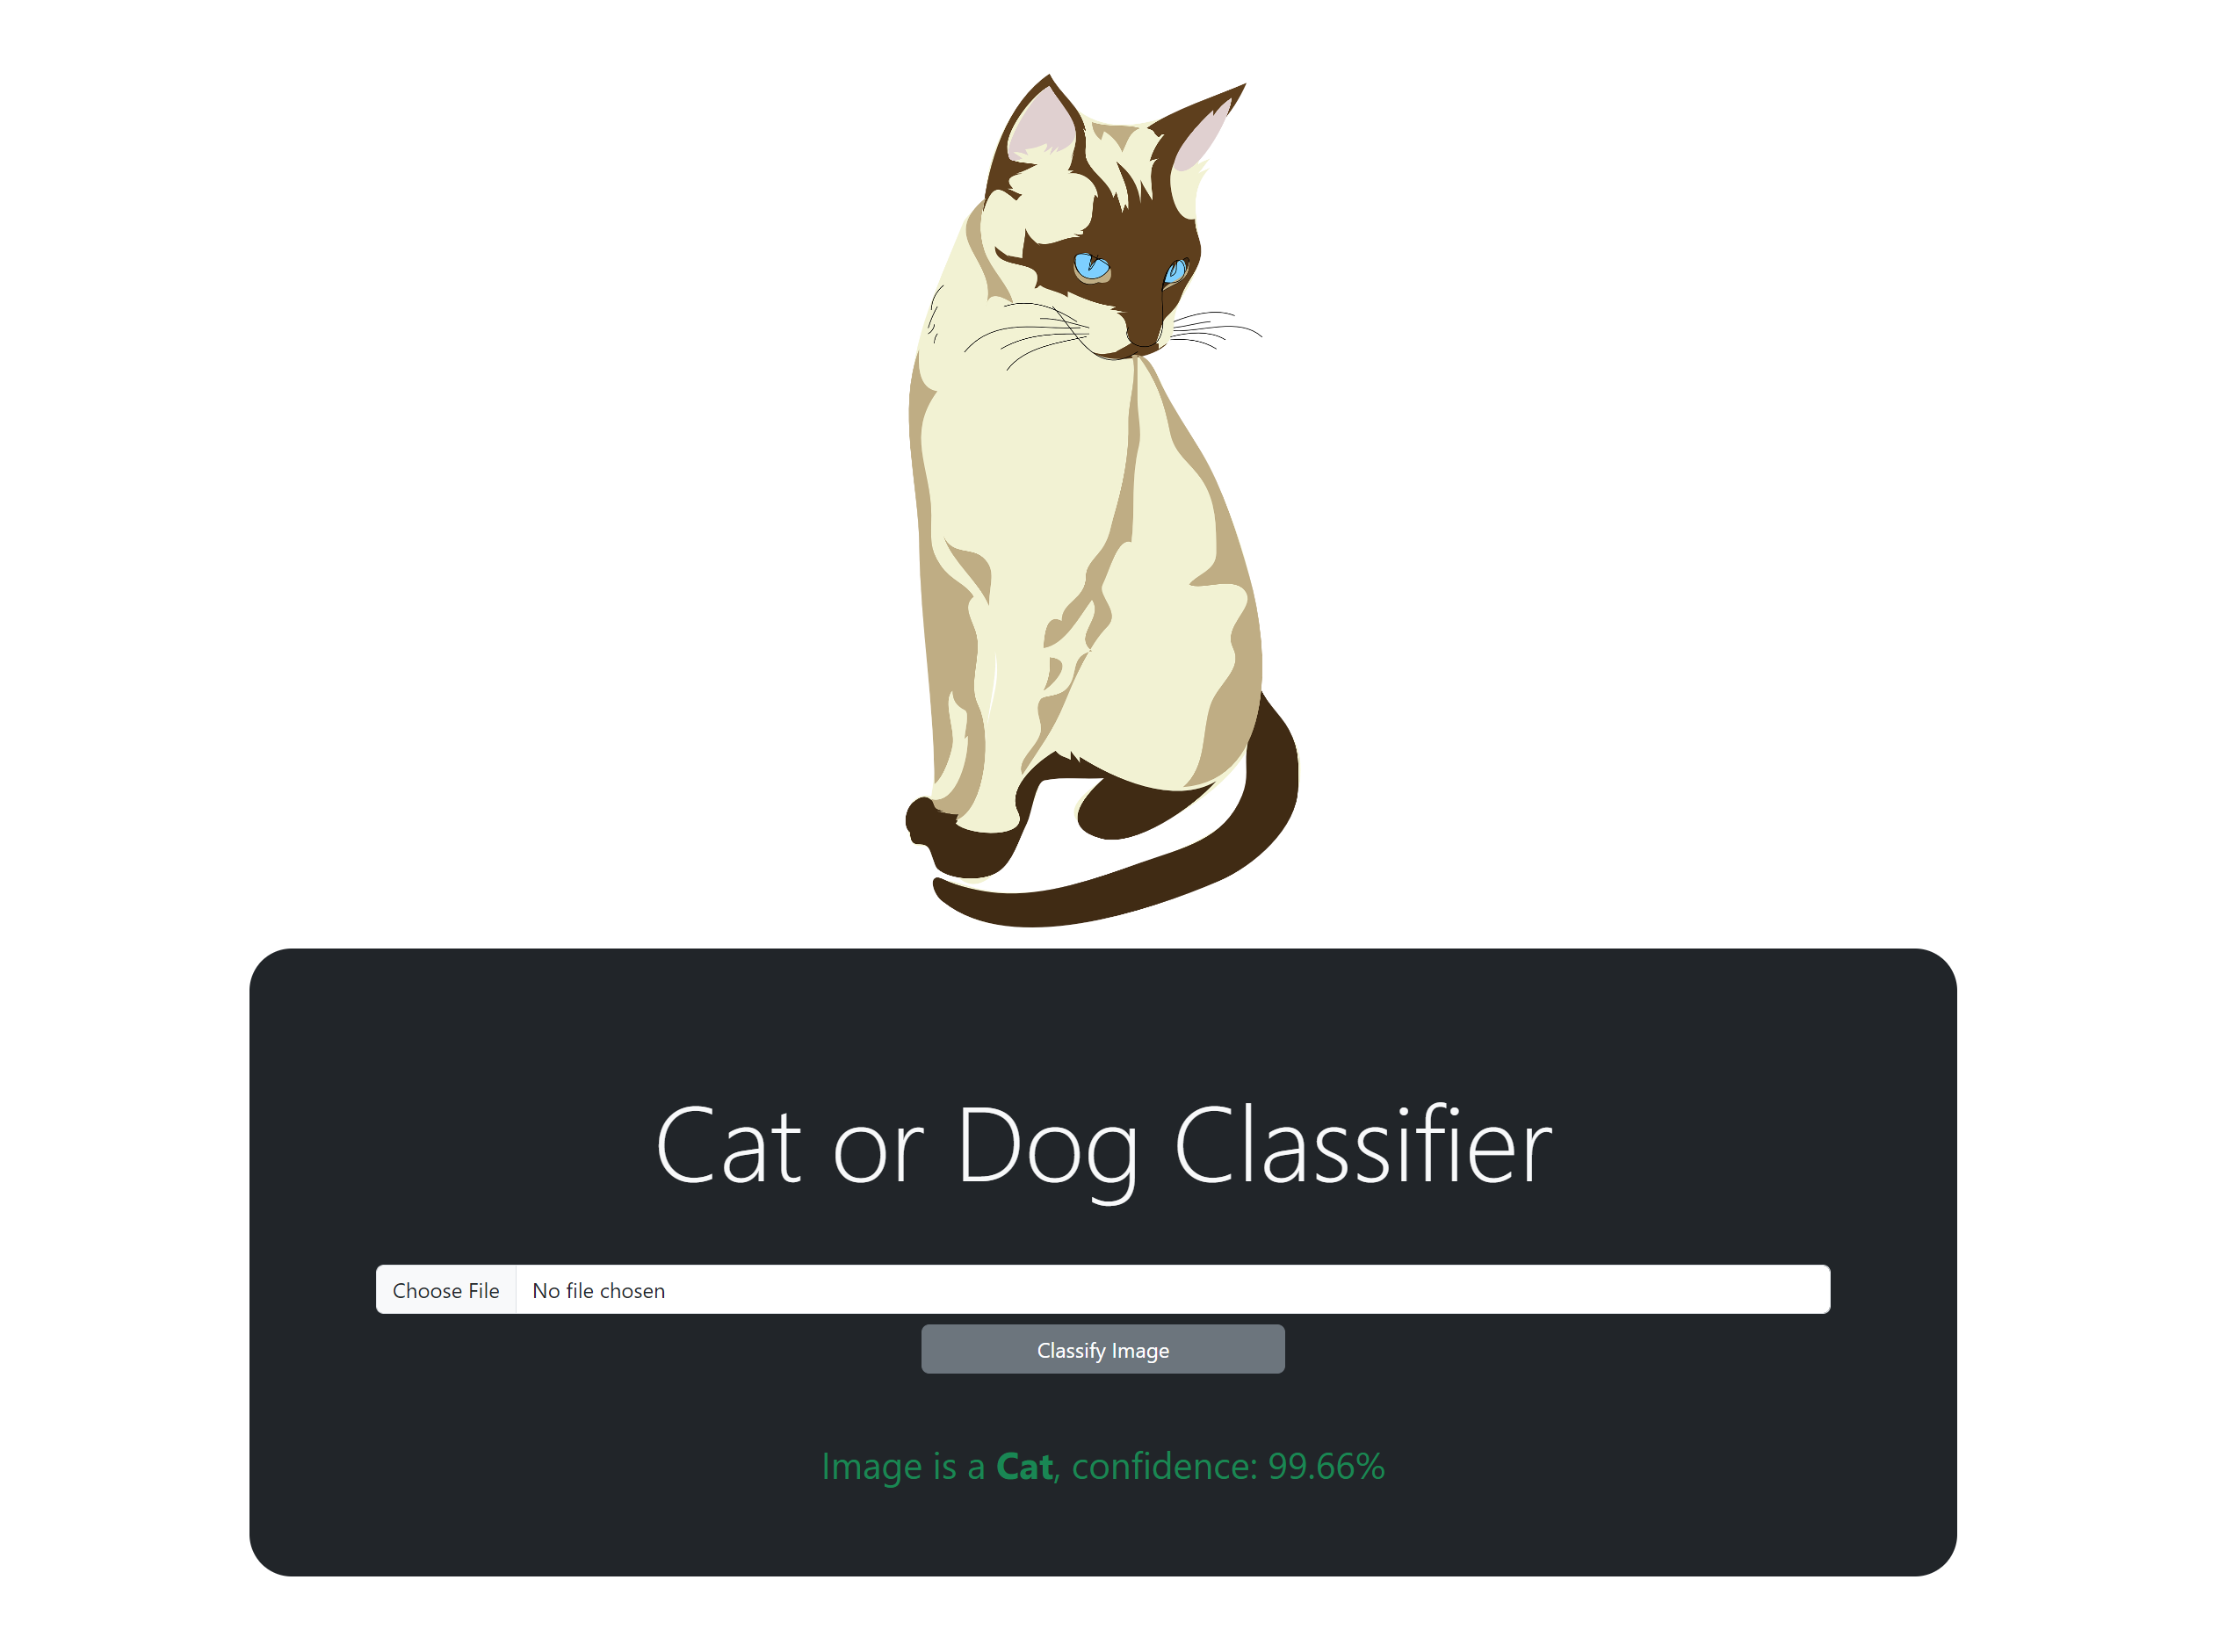 Cat or Dog Classifier
Choose File No file chosen
Classify Image
Image is a Cat, confidence: 99.66%